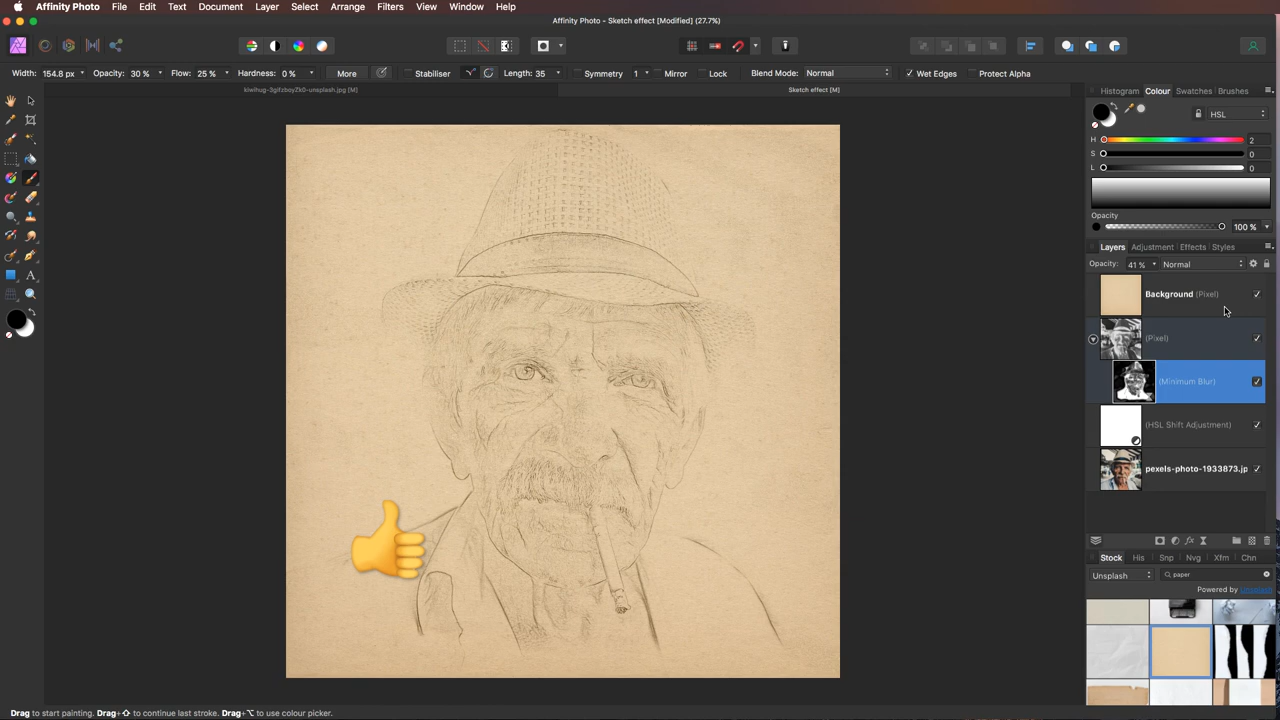 Affinity Photo File Edit Text Document Layer Select Arrange Filters View Window Help
Affinity Photo - Sketch effect [Modified] (27.7%)
Width: 154.8 px Opacity: 30 % Flow: 25 % Hardness: 0 % More Stabiliser Length: 35 Symmetry 1 Mirror Lock Blend Mode: Normal Wet Edges Protect Alpha
kiwihug-3gifzboyZk0-unsplash.jpg [M] Sketch effect [M]
Histogram Colour Swatches Brushes
HSL
H 2
S 0
L 0
Opacity
100 %
Layers Adjustment Effects Styles
Opacity: 41 % Normal
Background (Pixel)
(Pixel)
(Minimum Blur)
(HSL Shift Adjustment)
pexels-photo-1933873.jp
Stock His Snp Nvg Xfm Chn
Unsplash paper
Powered by Unsplash
Drag to start painting. Drag+⇧ to continue last stroke. Drag+⌥ to use colour picker.